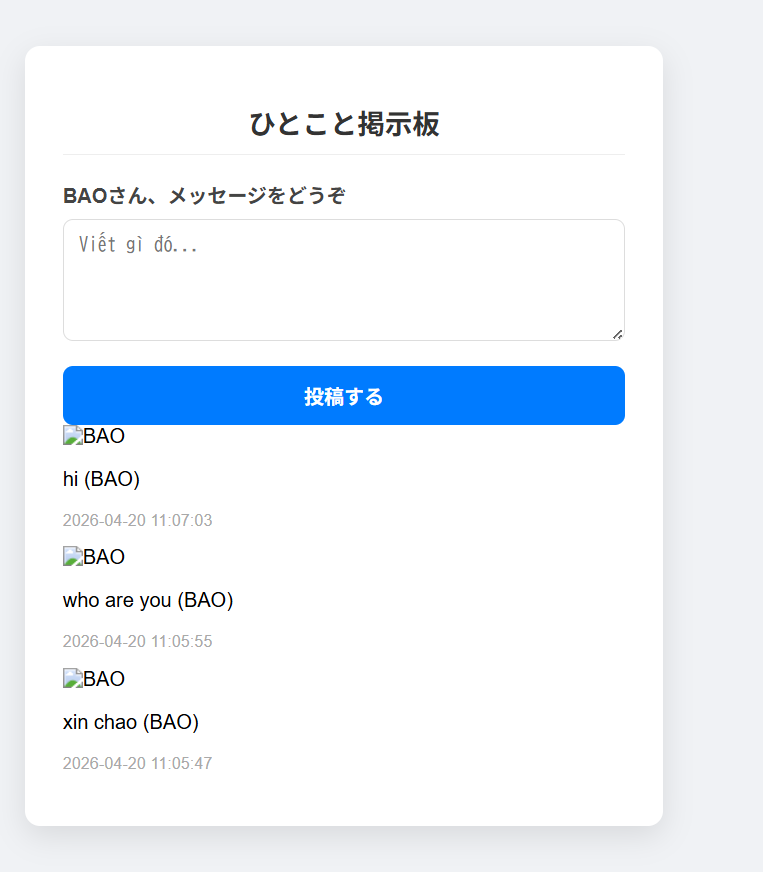 ひとこと掲示板
BAOさん、メッセージをどうぞ
Viết gì đó...
投稿する
BAO
hi (BAO)
2026-04-20 11:07:03
BAO
who are you (BAO)
2026-04-20 11:05:55
BAO
xin chao (BAO)
2026-04-20 11:05:47